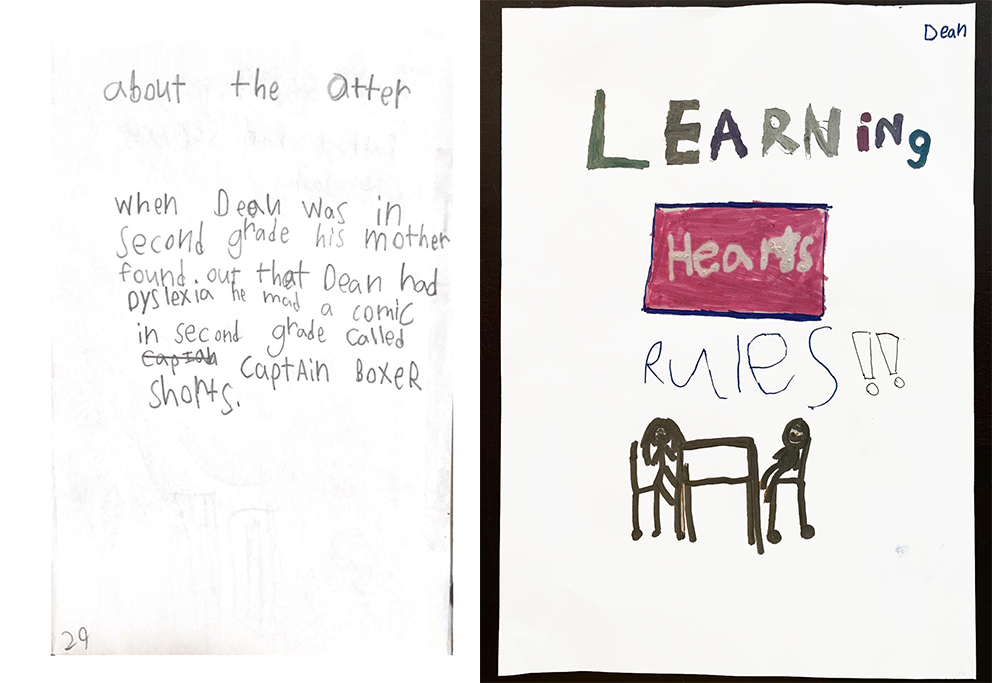 about the atter
when Dean was in
second grade his mother
found. out that Dean had
Dyslexia he mad a comic
in second grade called
CaptAin BoxeR
shorts.
29
Dean
LEARNing
Hearts
RULES!!